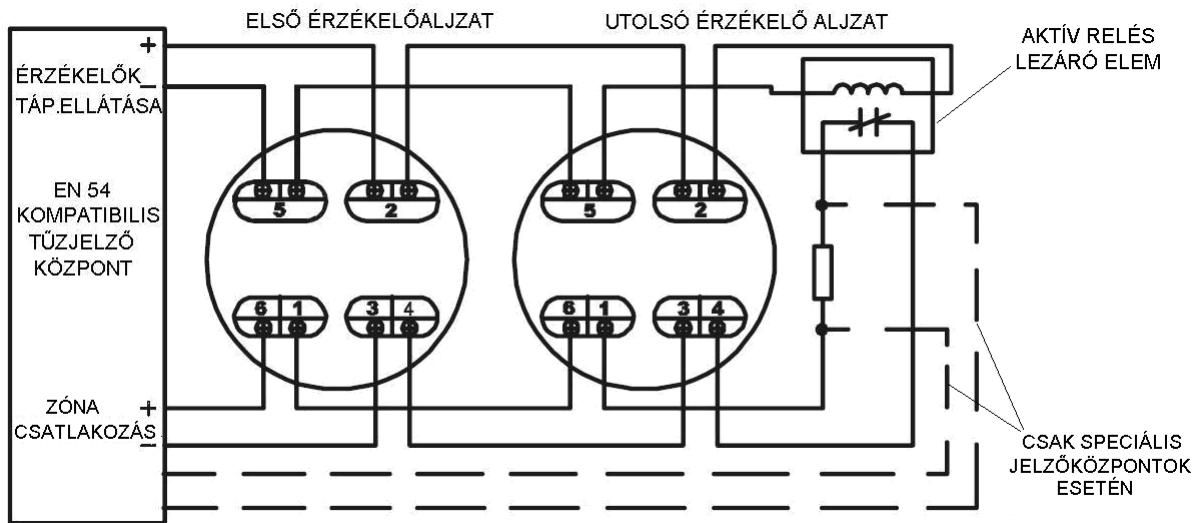 ELSŐ ÉRZÉKELŐALJZAT
UTOLSÓ ÉRZÉKELŐ ALJZAT
AKTÍV RELÉS
LEZÁRÓ ELEM
+
ÉRZÉKELŐK
−
TÁP.ELLÁTÁSA
EN 54
KOMPATIBILIS
TŰZJELZŐ
KÖZPONT
5
2
5
2
6 1
3 4
6 1
3 4
ZÓNA +
CSATLAKOZÁS −
CSAK SPECIÁLIS
JELZŐKÖZPONTOK
ESETÉN